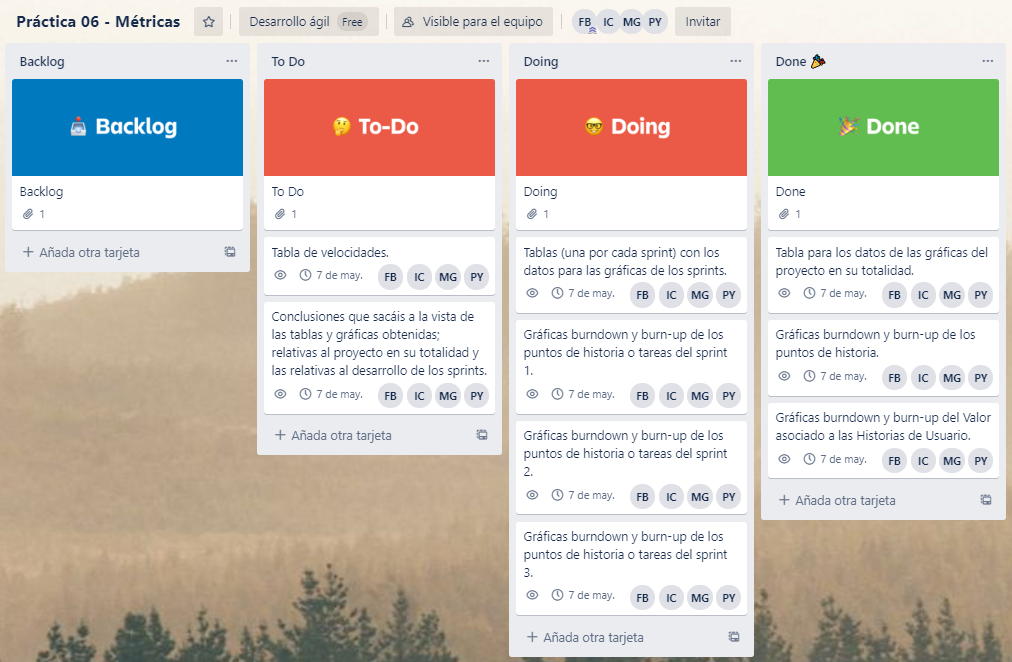 Práctica 06 - Métricas
Desarrollo ágil Free
Visible para el equipo
FB IC MG PY
Invitar
Backlog
Backlog
Backlog
1
+ Añada otra tarjeta
To Do
To-Do
To Do
1
Tabla de velocidades.
7 de may. FB IC MG PY
Conclusiones que sacáis a la vista de
las tablas y gráficas obtenidas;
relativas al proyecto en su totalidad y
las relativas al desarrollo de los sprints.
7 de may. FB IC MG PY
+ Añada otra tarjeta
Doing
Doing
Doing
1
Tablas (una por cada sprint) con los
datos para las gráficas de los sprints.
7 de may. FB IC MG PY
Gráficas burndown y burn-up de los
puntos de historia o tareas del sprint
1.
7 de may. FB IC MG PY
Gráficas burndown y burn-up de los
puntos de historia o tareas del sprint
2.
7 de may. FB IC MG PY
Gráficas burndown y burn-up de los
puntos de historia o tareas del sprint
3.
7 de may. FB IC MG PY
+ Añada otra tarjeta
Done 🎉
Done
Done
1
Tabla para los datos de las gráficas del
proyecto en su totalidad.
7 de may. FB IC MG PY
Gráficas burndown y burn-up de los
puntos de historia.
7 de may. FB IC MG PY
Gráficas burndown y burn-up del Valor
asociado a las Historias de Usuario.
7 de may. FB IC MG PY
+ Añada otra tarjeta